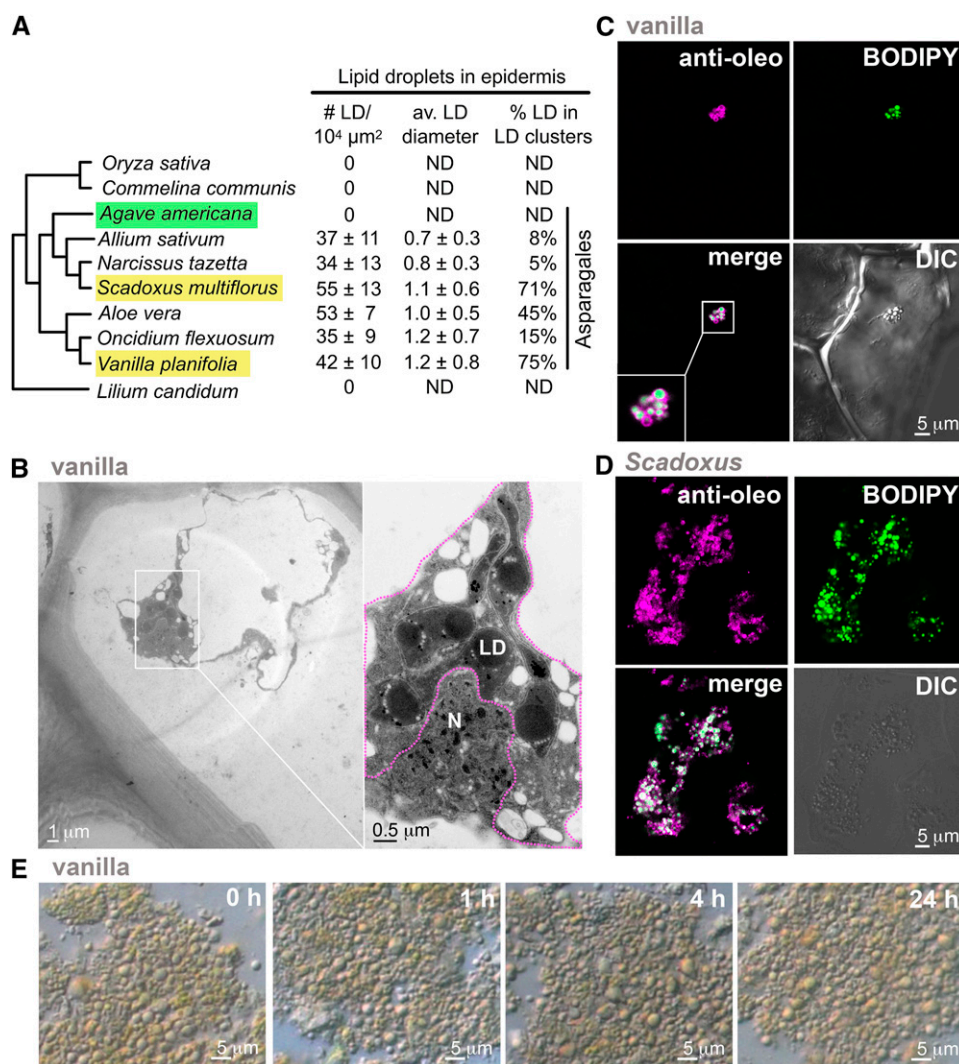 A
Lipid droplets in epidermis
# LD/ 10⁴ μm² av. LD diameter % LD in LD clusters
Oryza sativa 0 ND ND
Commelina communis 0 ND ND
Agave americana 0 ND ND
Allium sativum 37 ± 11 0.7 ± 0.3 8%
Narcissus tazetta 34 ± 13 0.8 ± 0.3 5%
Scadoxus multiflorus 55 ± 13 1.1 ± 0.6 71%
Aloe vera 53 ± 7 1.0 ± 0.5 45%
Oncidium flexuosum 35 ± 9 1.2 ± 0.7 15%
Vanilla planifolia 42 ± 10 1.2 ± 0.8 75%
Lilium candidum 0 ND ND
Asparagales
B vanilla
1 μm
LD
N
0.5 μm
C vanilla
anti-oleo BODIPY
merge DIC
5 μm
D Scadoxus
anti-oleo BODIPY
merge DIC
5 μm
E vanilla
0 h 1 h 4 h 24 h
5 μm 5 μm 5 μm 5 μm